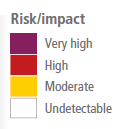 Risk/impact
Very high
High
Moderate
Undetectable